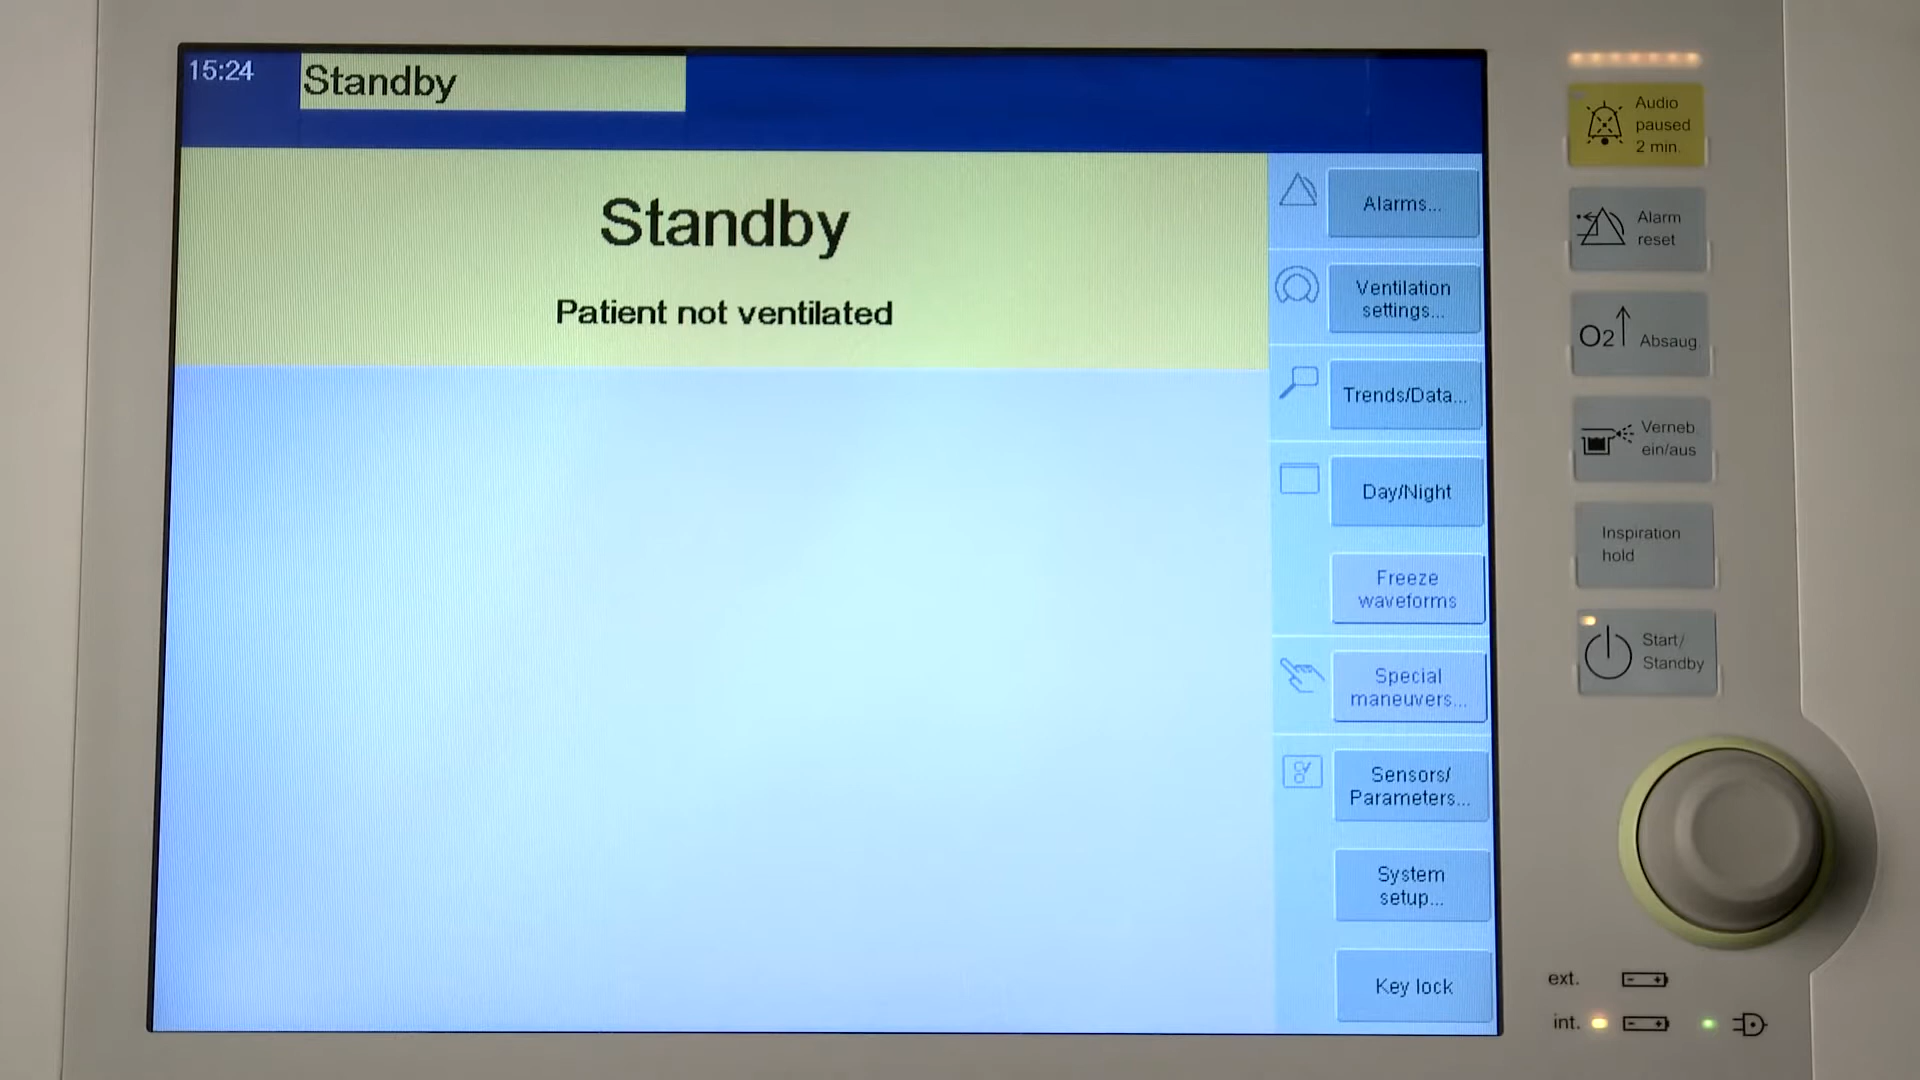 15:24
Standby
Standby
Patient not ventilated
Alarms...
Ventilation
settings...
Trends/Data...
Day/Night
Freeze
waveforms
Special
maneuvers...
Sensors/
Parameters...
System
setup...
Key lock
Audio
paused
2 min.
Alarm
reset
O2 Absaug.
Verneb.
ein/aus
Inspiration
hold
Start/
Standby
ext.
int.